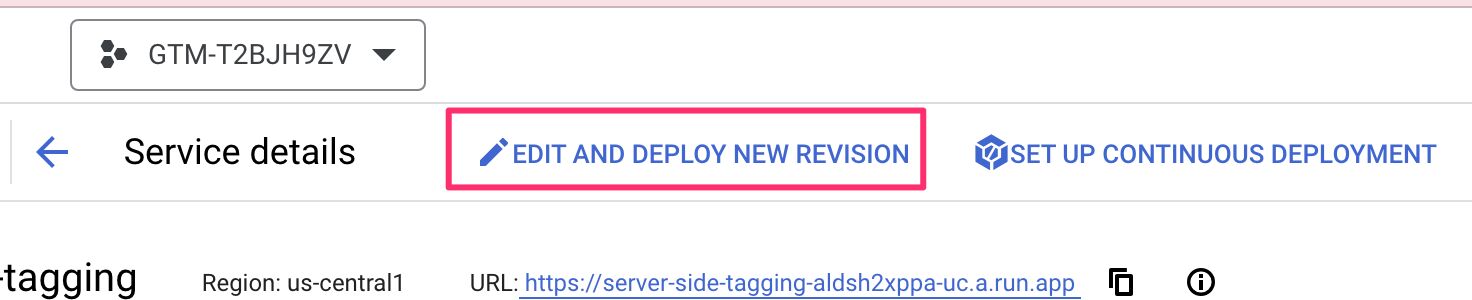 GTM-T2BJH9ZV
Service details EDIT AND DEPLOY NEW REVISION SET UP CONTINUOUS DEPLOYMENT
-tagging Region: us-central1 URL: https://server-side-tagging-aldsh2xppa-uc.a.run.app